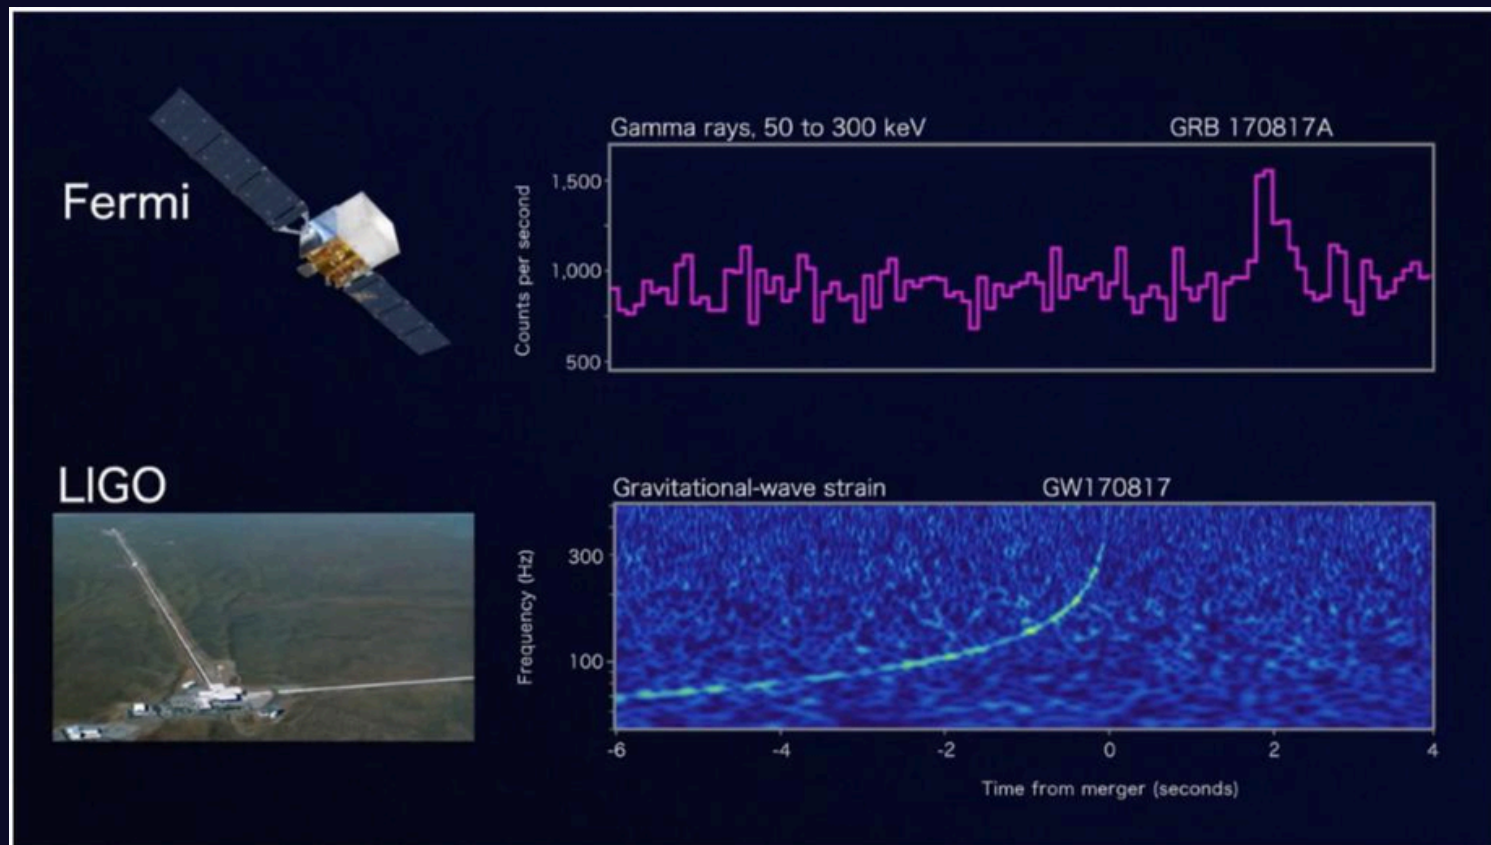 Fermi
Gamma rays, 50 to 300 keV
GRB 170817A
Counts per second
1,500
1,000
500
LIGO
Gravitational-wave strain
GW170817
Frequency (Hz)
300
100
-6
-4
-2
0
2
4
Time from merger (seconds)